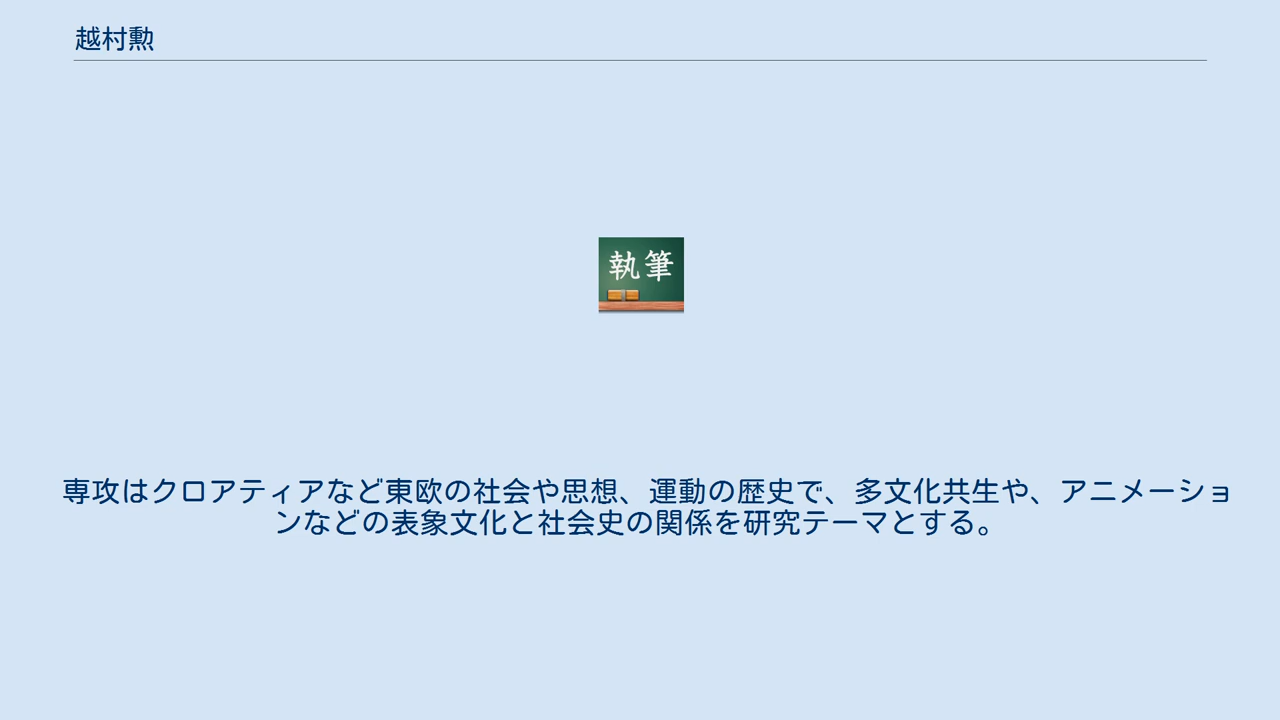 越村勲
執筆
専攻はクロアティアなど東欧の社会や思想、運動の歴史で、多文化共生や、アニメーショ
ンなどの表象文化と社会史の関係を研究テーマとする。